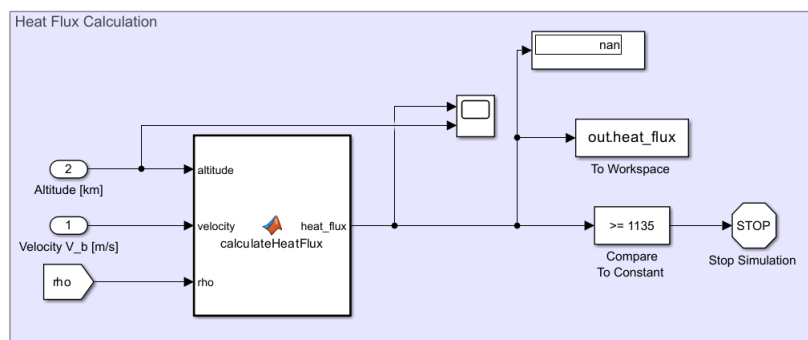 Heat Flux Calculation
nan
out.heat_flux
To Workspace
2
Altitude [km]
altitude
1
Velocity V_b [m/s]
velocity
heat_flux
calculateHeatFlux
rho
rho
>= 1135
Compare
To Constant
STOP
Stop Simulation